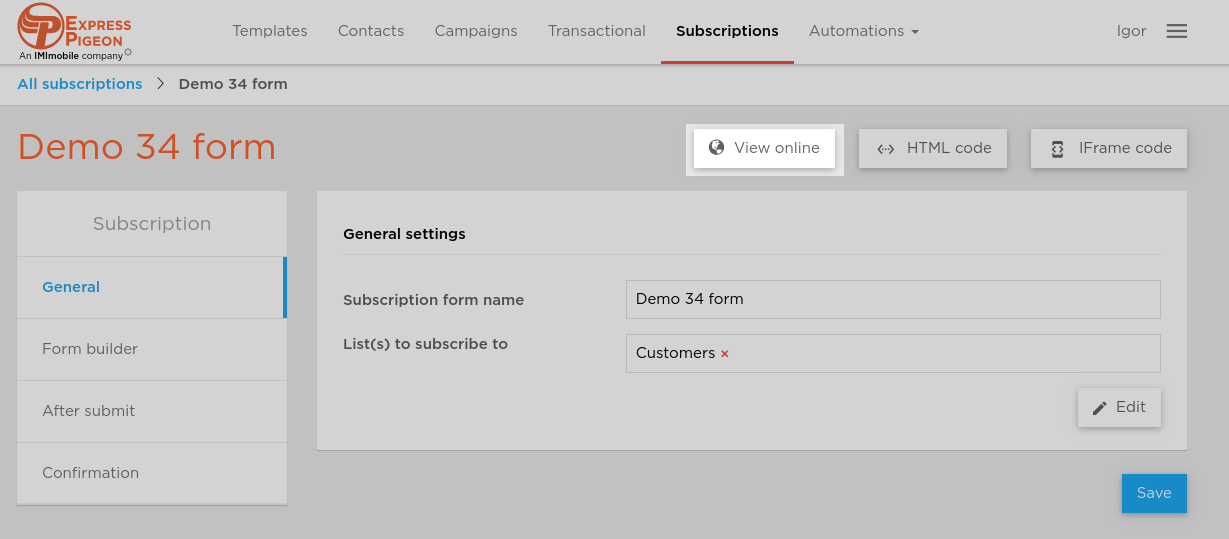 EXPRESS
PIGEON
An IMImobile company
Templates Contacts Campaigns Transactional Subscriptions Automations Igor
All subscriptions Demo 34 form
Demo 34 form
View online HTML code IFrame code
Subscription
General
Form builder
After submit
Confirmation
General settings
Subscription form name Demo 34 form
List(s) to subscribe to Customers ×
Edit
Save